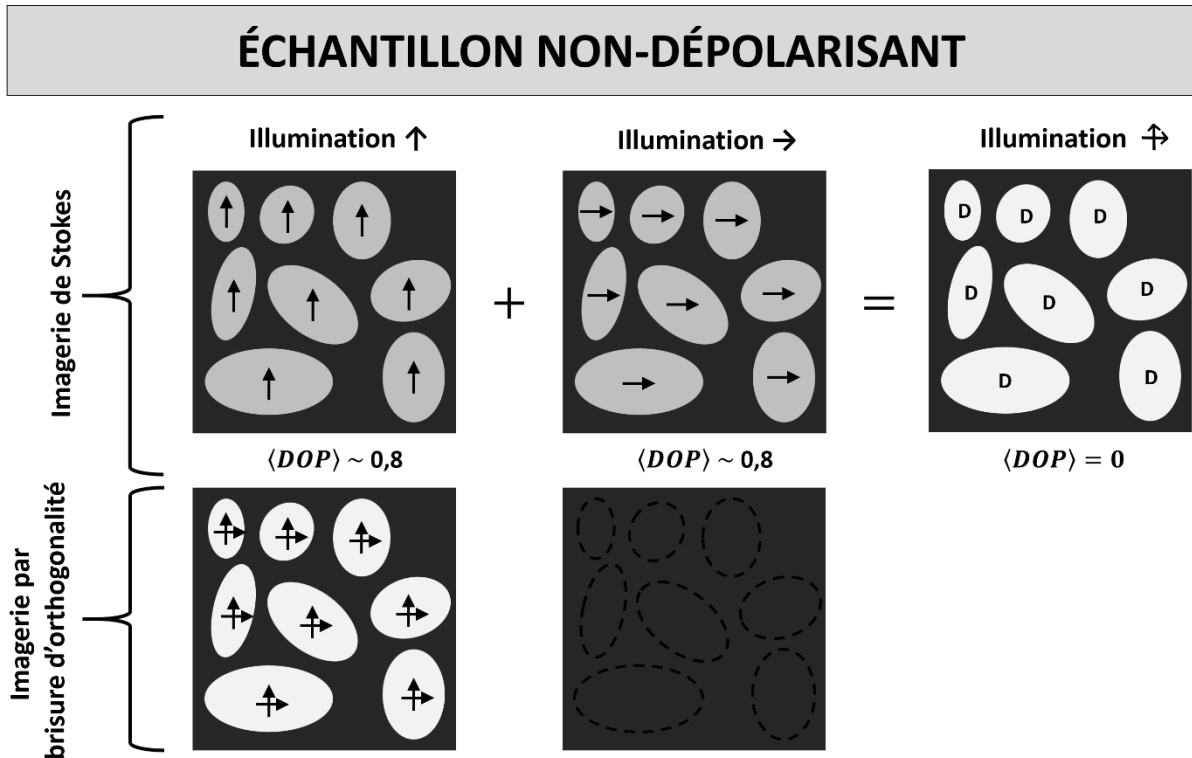 ÉCHANTILLON NON-DÉPOLARISANT
Imagerie de Stokes
Illumination ↑
Illumination →
Illumination
+
=
D D D
D D D
D D
⟨DOP⟩ ~ 0,8
⟨DOP⟩ ~ 0,8
⟨DOP⟩ = 0
Imagerie par
brisure d'orthogonalité